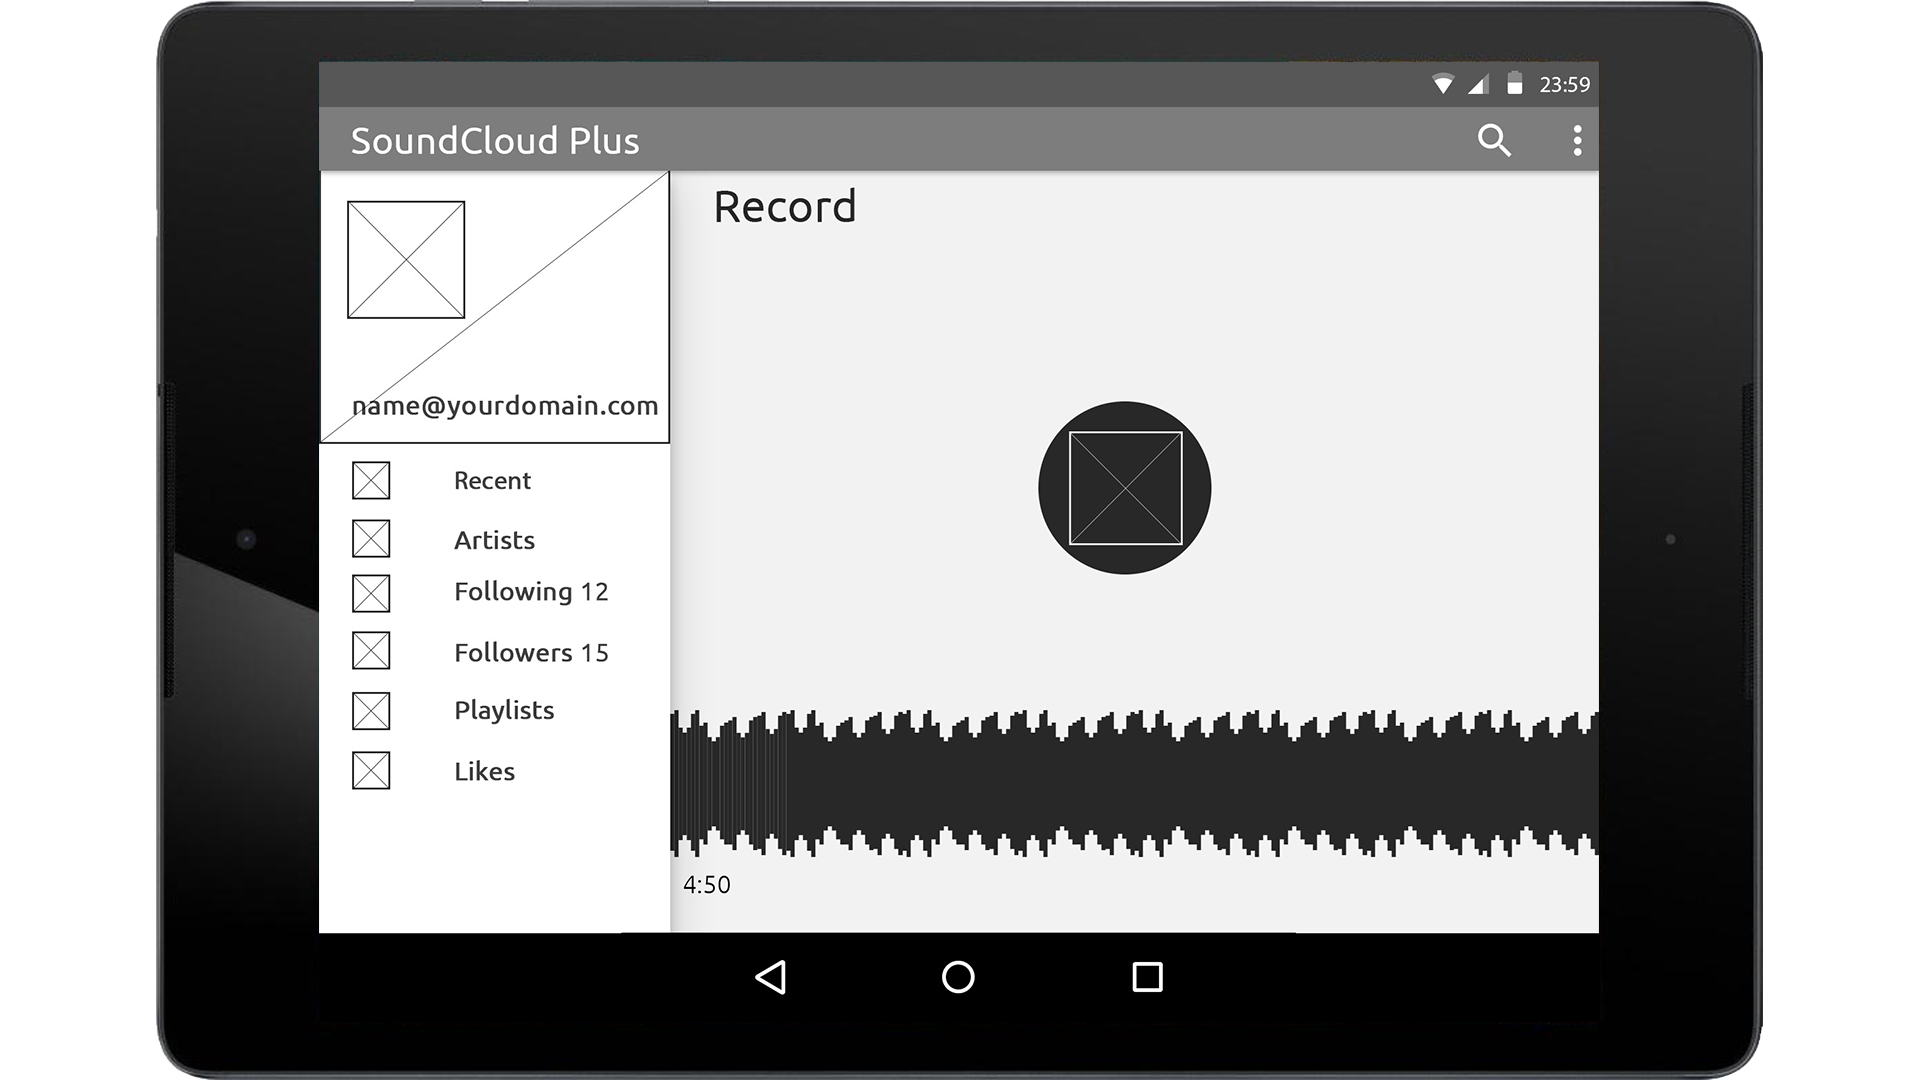 23:59
SoundCloud Plus
Record
name@yourdomain.com
Recent
Artists
Following 12
Followers 15
Playlists
Likes
4:50